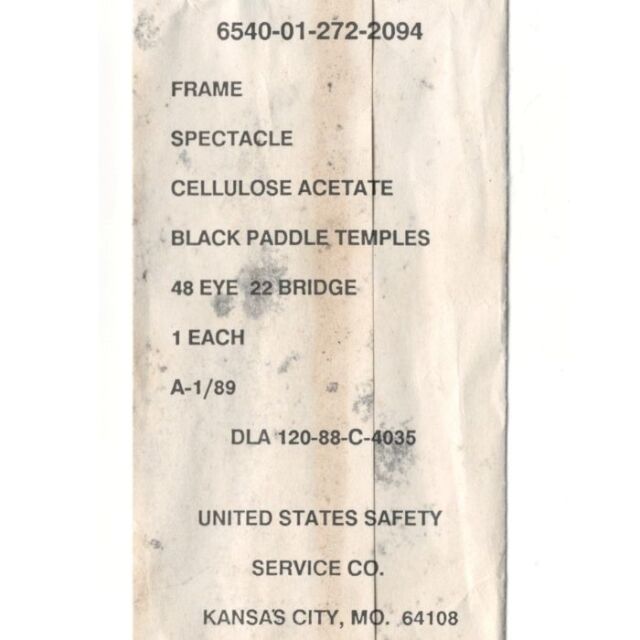 6540-01-272-2094
FRAME
SPECTACLE
CELLULOSE ACETATE
BLACK PADDLE TEMPLES
48 EYE 22 BRIDGE
1 EACH
A-1/89
DLA 120-88-C-4035
UNITED STATES SAFETY
SERVICE CO.
KANSAS CITY, MO. 64108